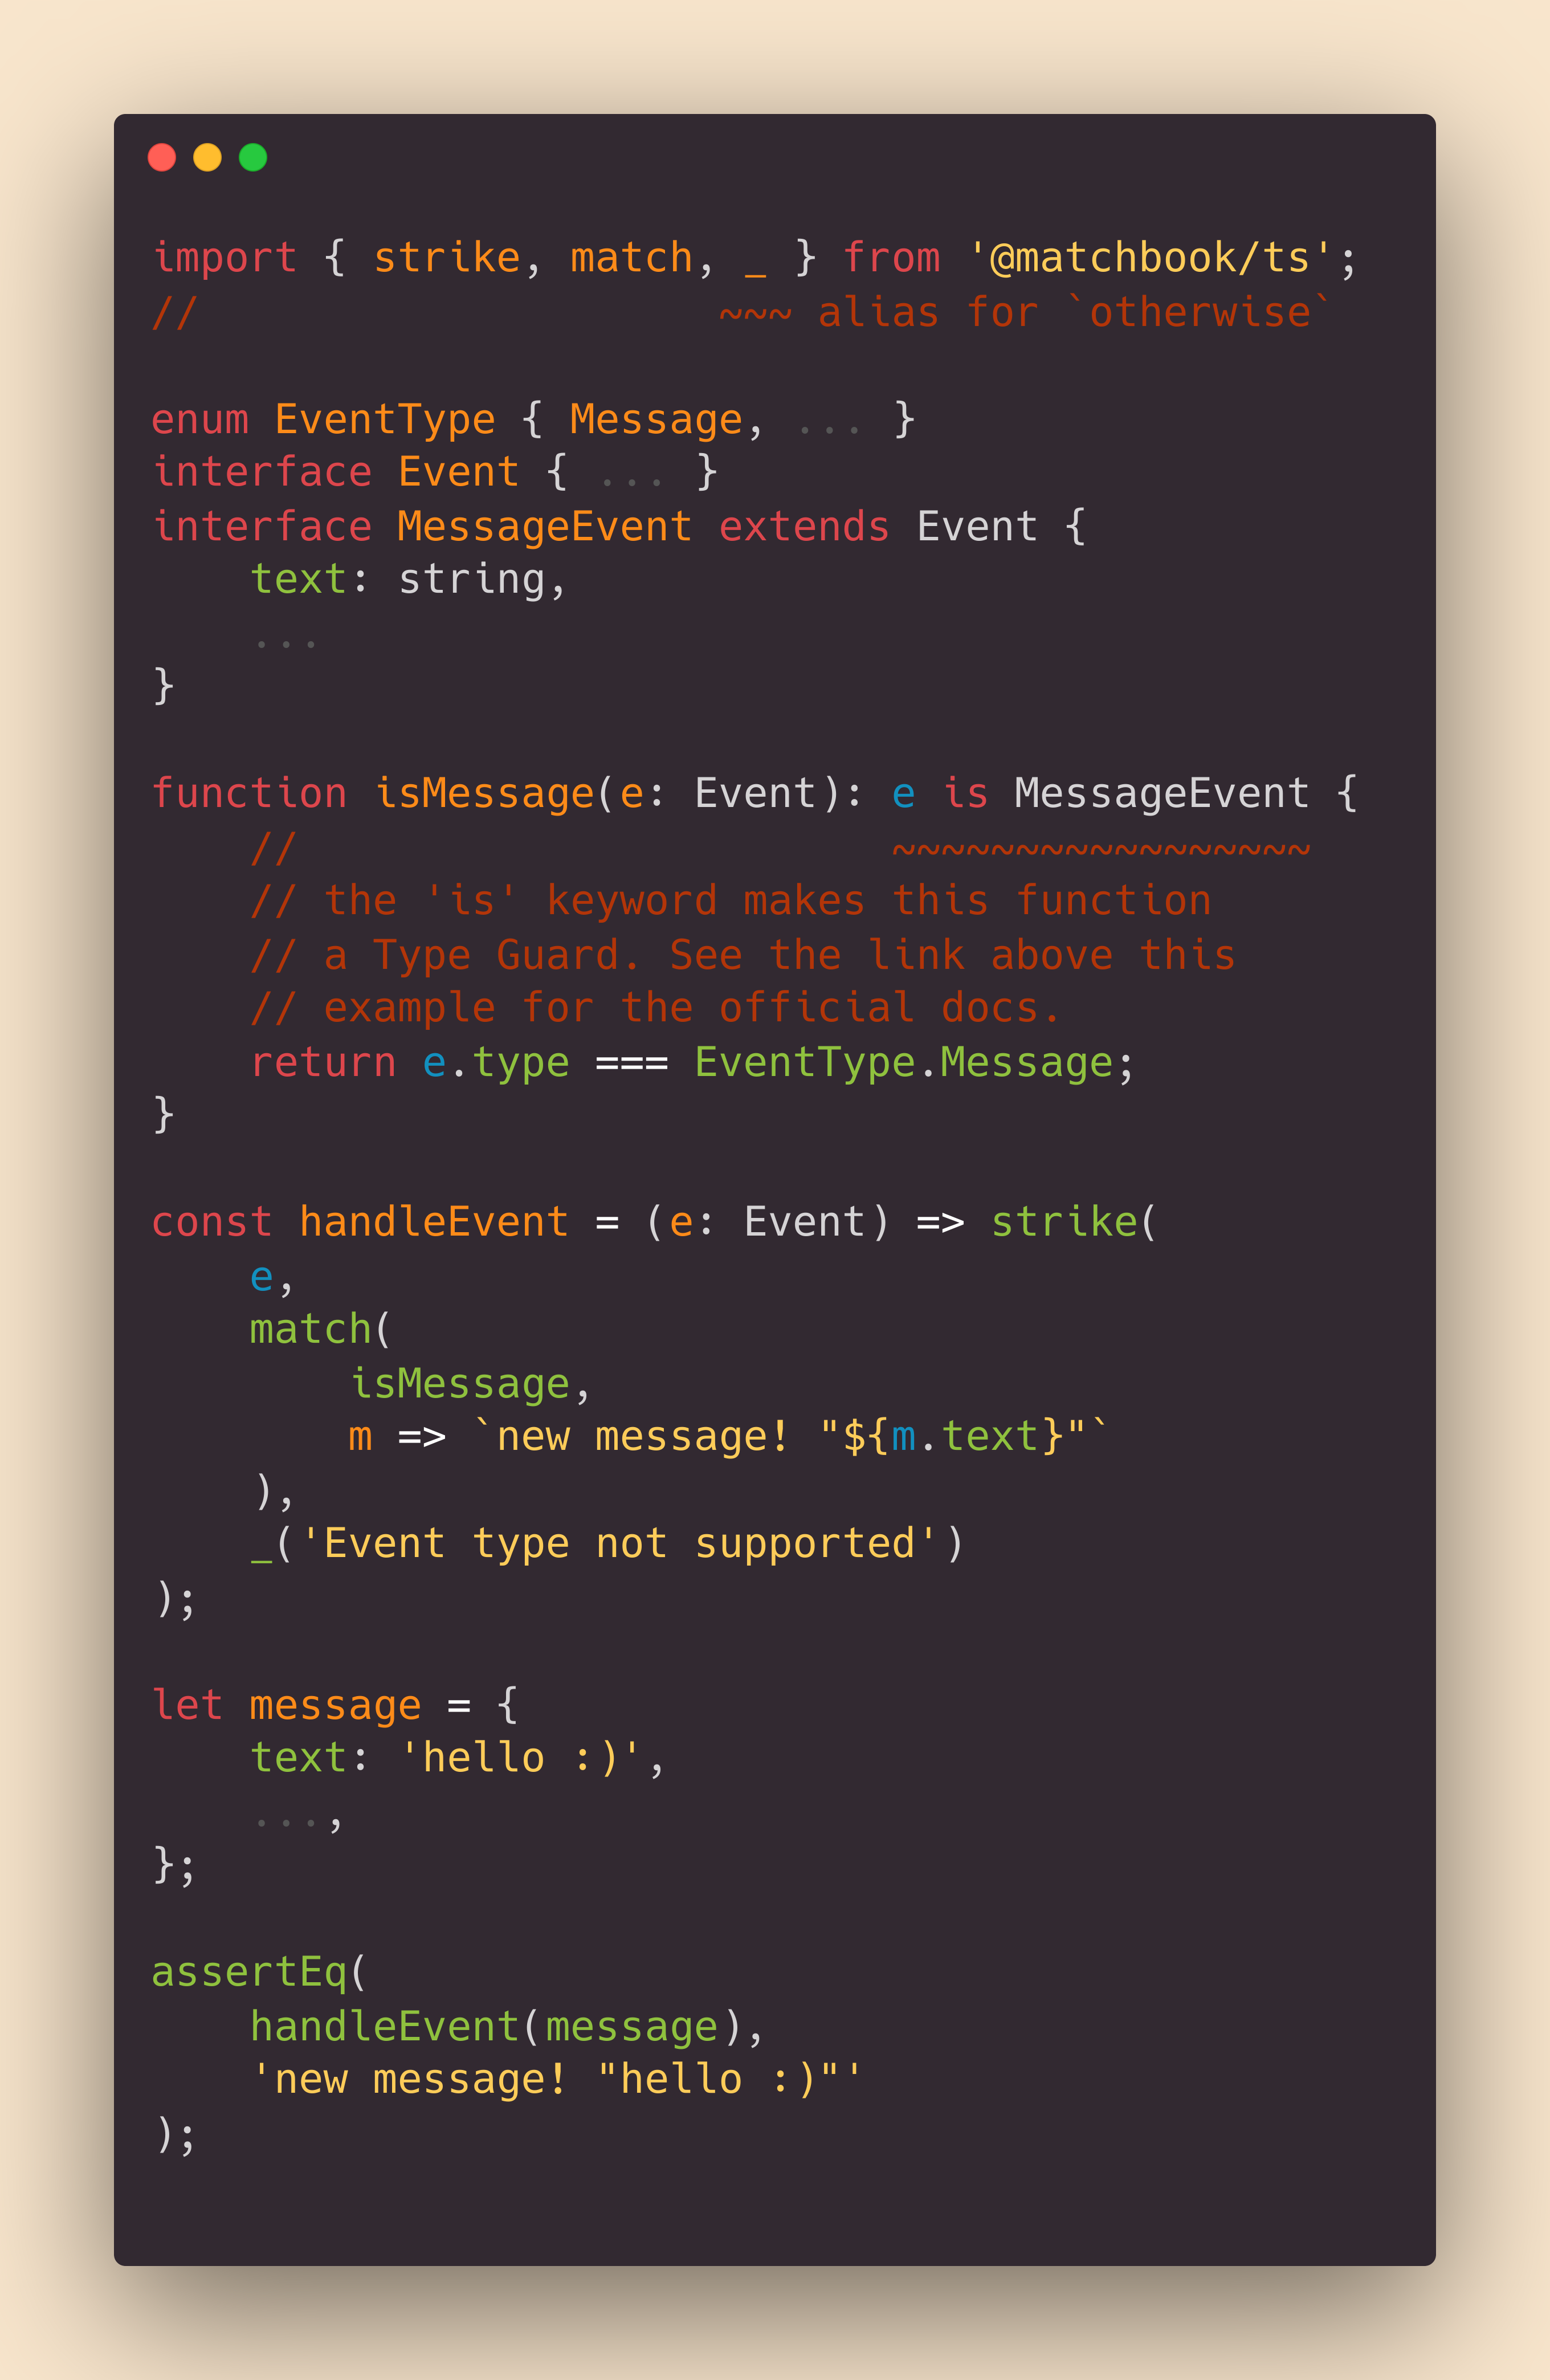 import { strike, match, _ } from '@matchbook/ts';
//                     ~~~ alias for `otherwise`
enum EventType { Message, ... }
interface Event { ... }
interface MessageEvent extends Event {
    text: string,
    ...
}
function isMessage(e: Event): e is MessageEvent {
    //                        ~~~~~~~~~~~~~~~~~
    // the 'is' keyword makes this function
    // a Type Guard. See the link above this
    // example for the official docs.
    return e.type === EventType.Message;
}
const handleEvent = (e: Event) => strike(
    e,
    match(
        isMessage,
        m => `new message! "${m.text}"`
    ),
    _('Event type not supported')
);
let message = {
    text: 'hello :)',
    ...,
};
assertEq(
    handleEvent(message),
    'new message! "hello :)"'
);